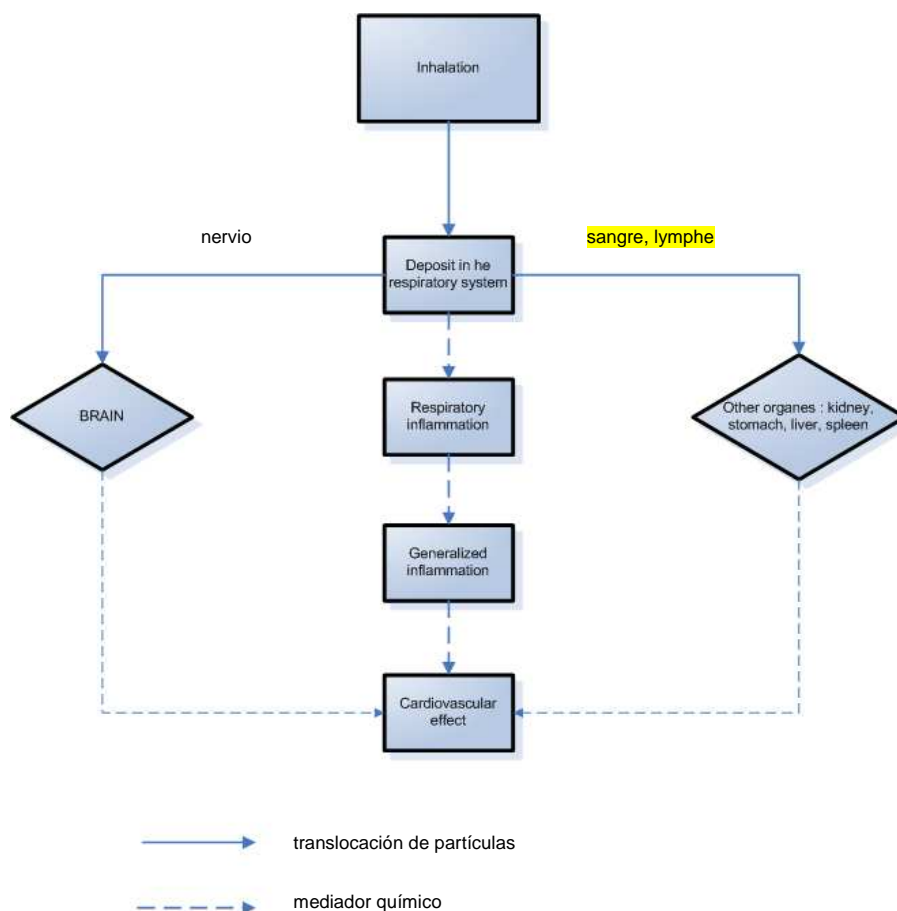 Inhalation
nervio
sangre, lymphe
Deposit in he
respiratory system
BRAIN
Respiratory
inflammation
Other organes : kidney,
stomach, liver, spleen
Generalized
inflammation
Cardiovascular
effect
translocación de partículas
mediador químico